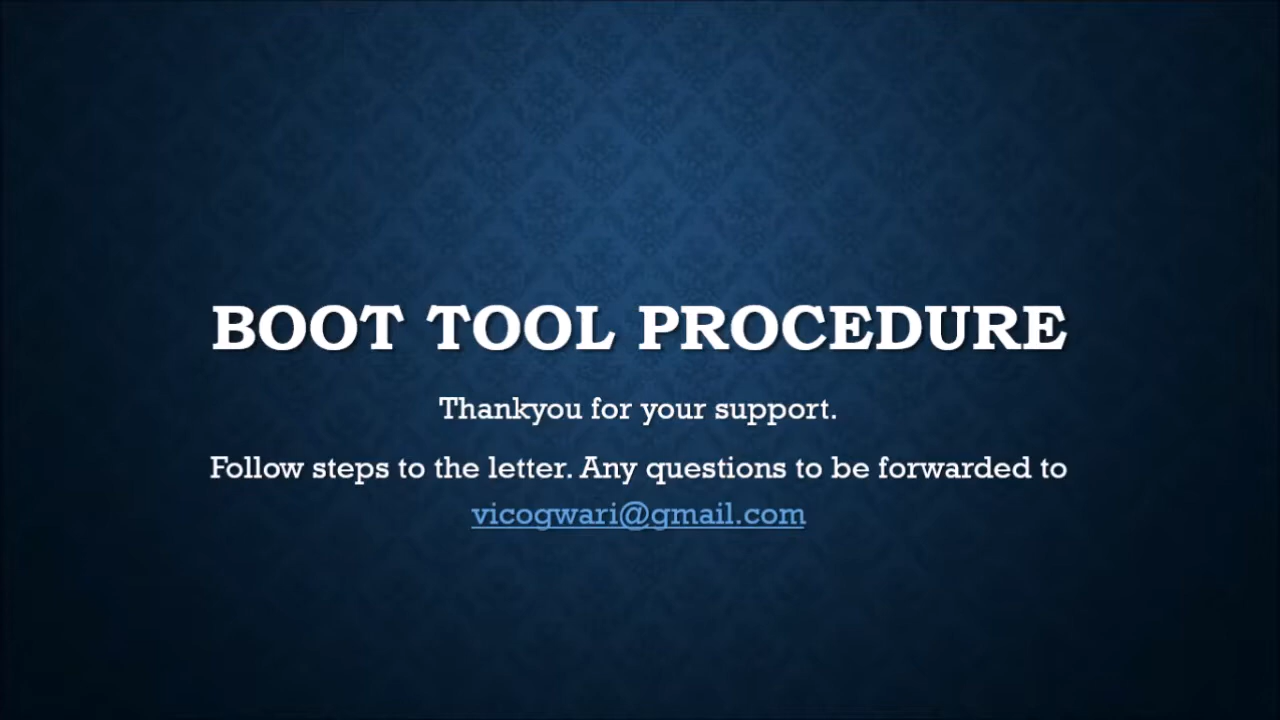 BOOT TOOL PROCEDURE
Thankyou for your support.
Follow steps to the letter. Any questions to be forwarded to
vicogwari@gmail.com